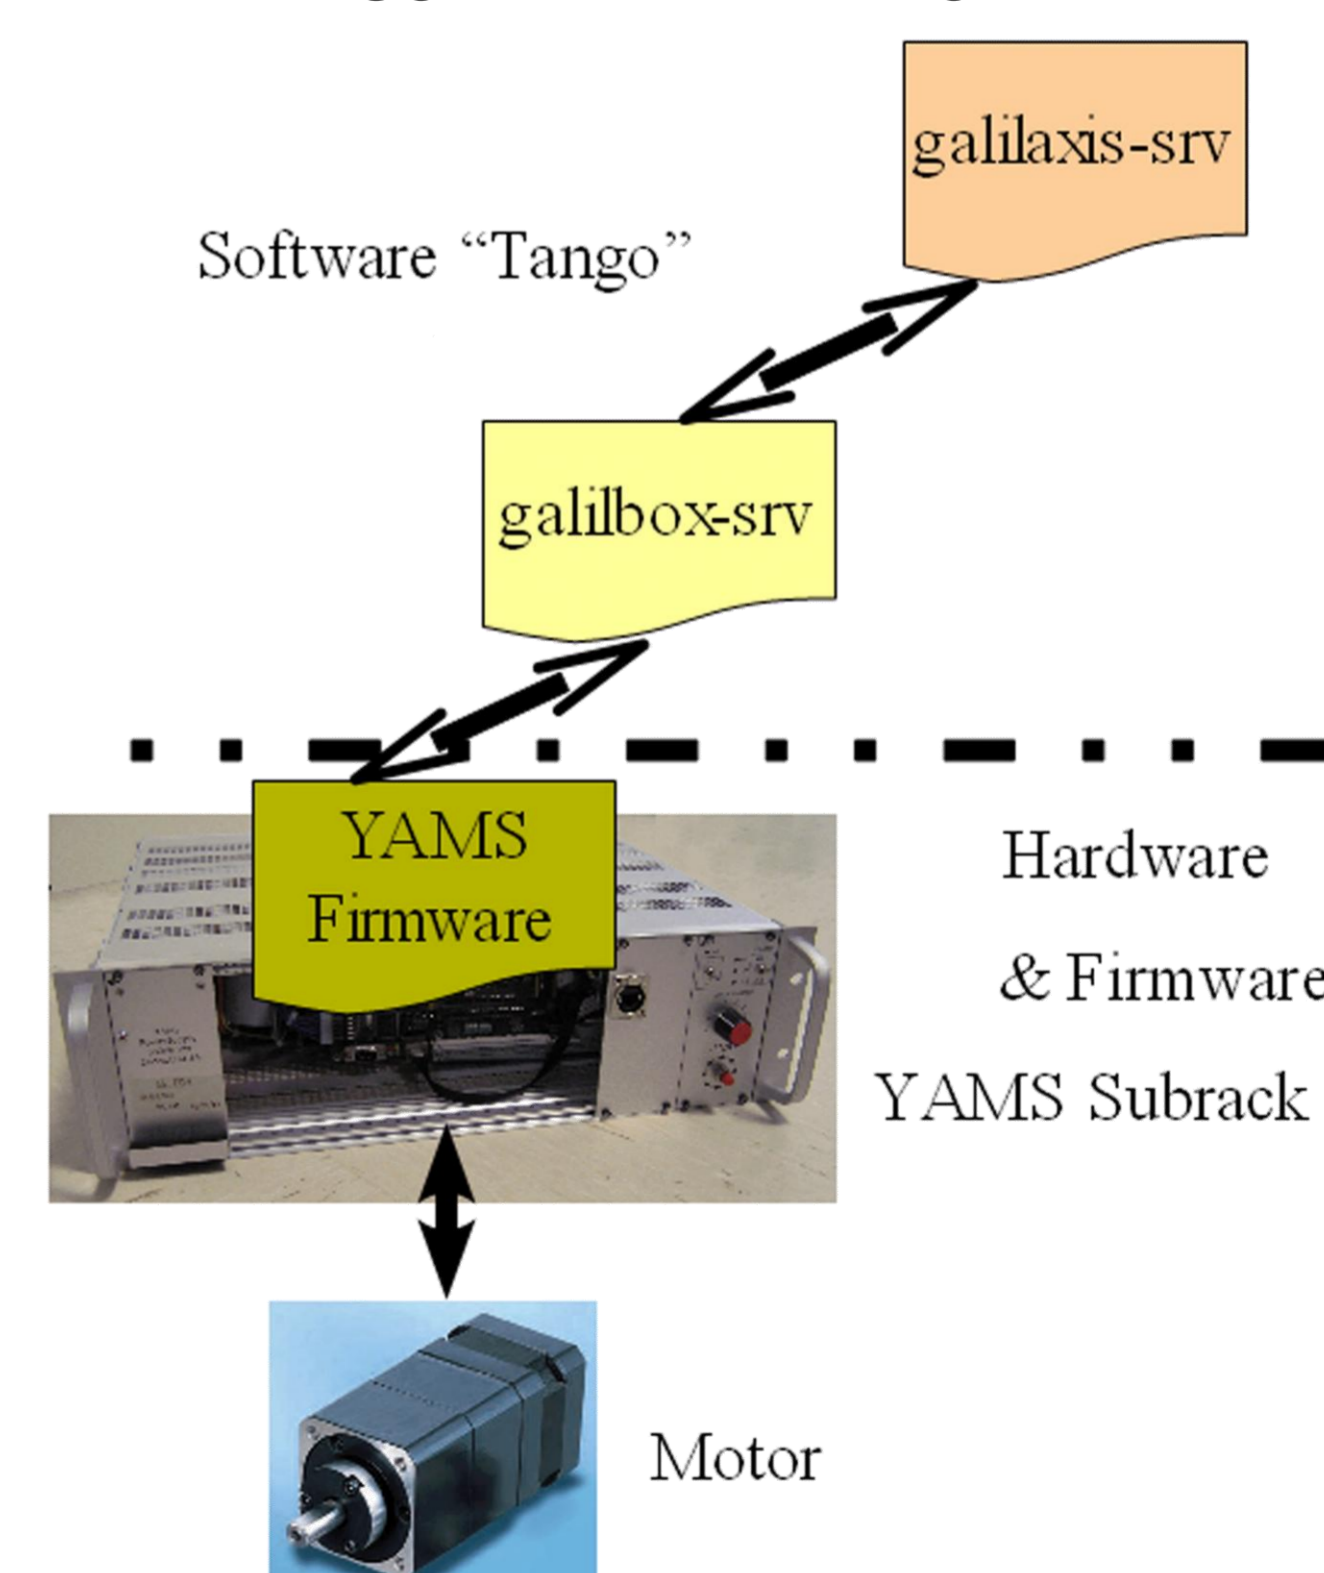 galilaxis-srv
Software “Tango”
galilbox-srv
YAMS
Firmware
Hardware
& Firmware
YAMS Subrack
Motor